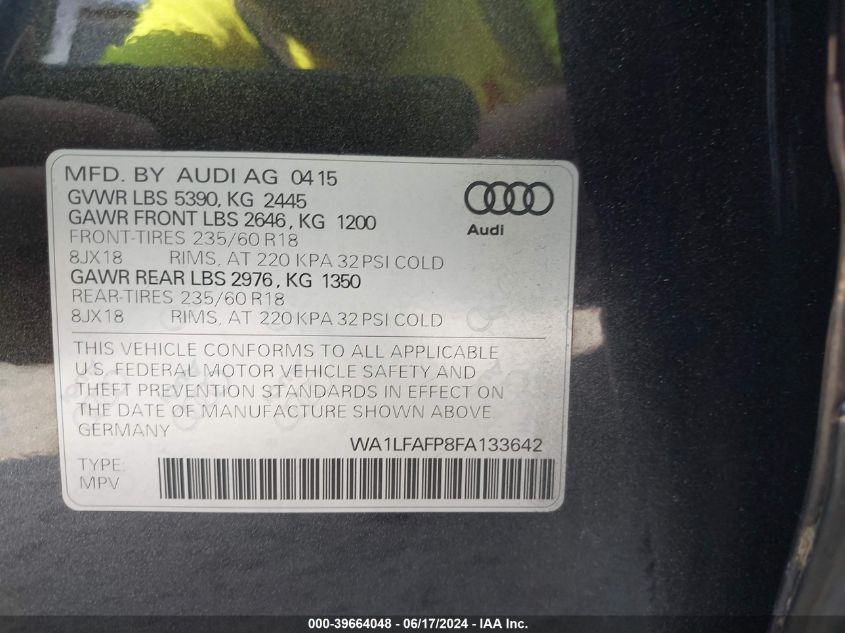 MFD. BY AUDI AG 04 15
GVWR LBS 5390, KG 2445
GAWR FRONT LBS 2646, KG 1200
FRONT-TIRES 235/60 R18
8JX18 RIMS, AT 220 KPA 32 PSI COLD
GAWR REAR LBS 2976, KG 1350
REAR-TIRES 235/60 R18
8JX18 RIMS, AT 220 KPA 32 PSI COLD
Audi
THIS VEHICLE CONFORMS TO ALL APPLICABLE
U.S. FEDERAL MOTOR VEHICLE SAFETY AND
THEFT PREVENTION STANDARDS IN EFFECT ON
THE DATE OF MANUFACTURE SHOWN ABOVE
GERMANY
WA1LFAFP8FA133642
TYPE:
MPV
000-39664048 - 06/17/2024 - IAA Inc.